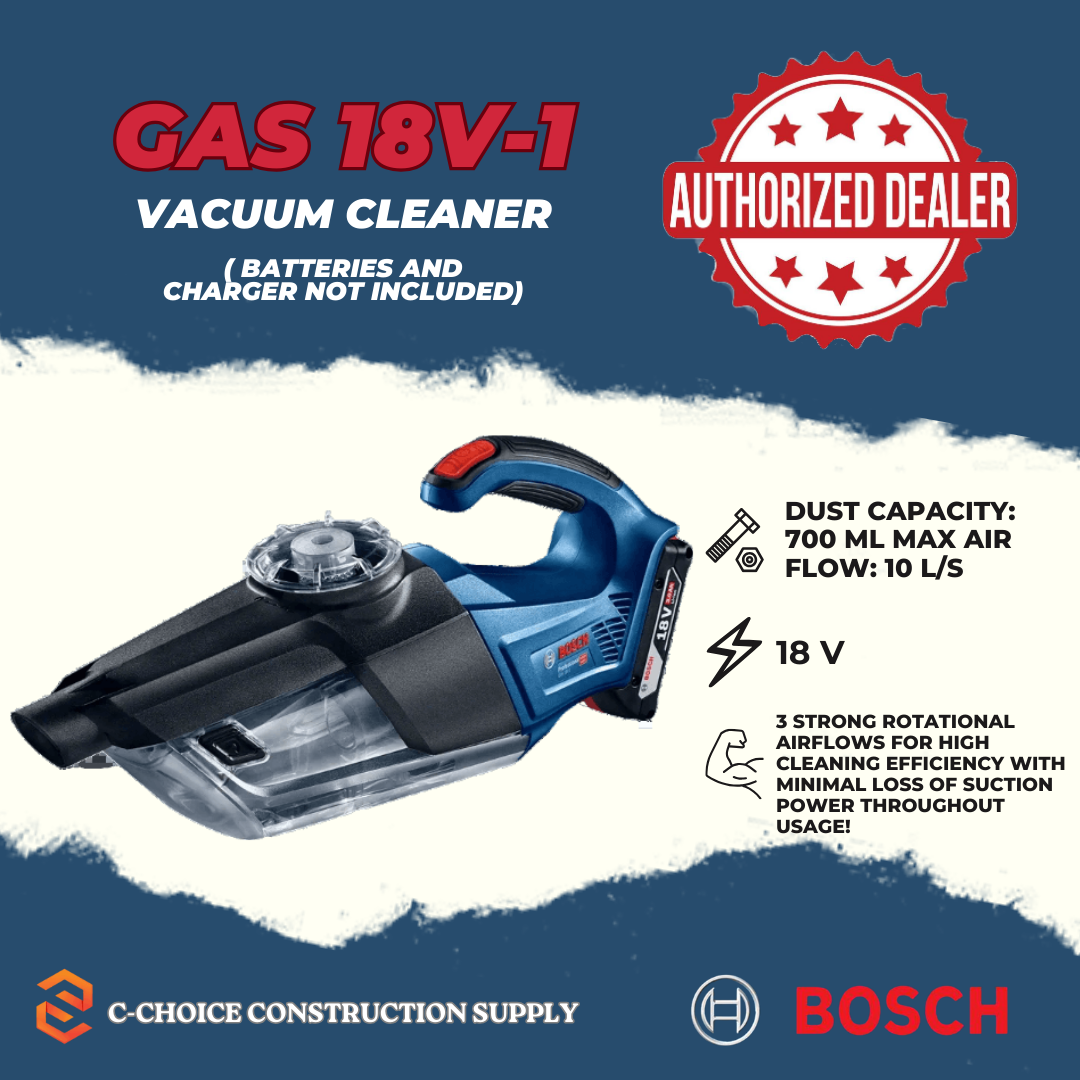 GAS 18V-1
VACUUM CLEANER
( BATTERIES AND
CHARGER NOT INCLUDED)
AUTHORIZED DEALER
DUST CAPACITY:
700 ML MAX AIR
FLOW: 10 L/S
18 V
3 STRONG ROTATIONAL
AIRFLOWS FOR HIGH
CLEANING EFFICIENCY WITH
MINIMAL LOSS OF SUCTION
POWER THROUGHOUT
USAGE!
BOSCH
Professional
18V
BOSCH
C-CHOICE CONSTRUCTION SUPPLY
BOSCH